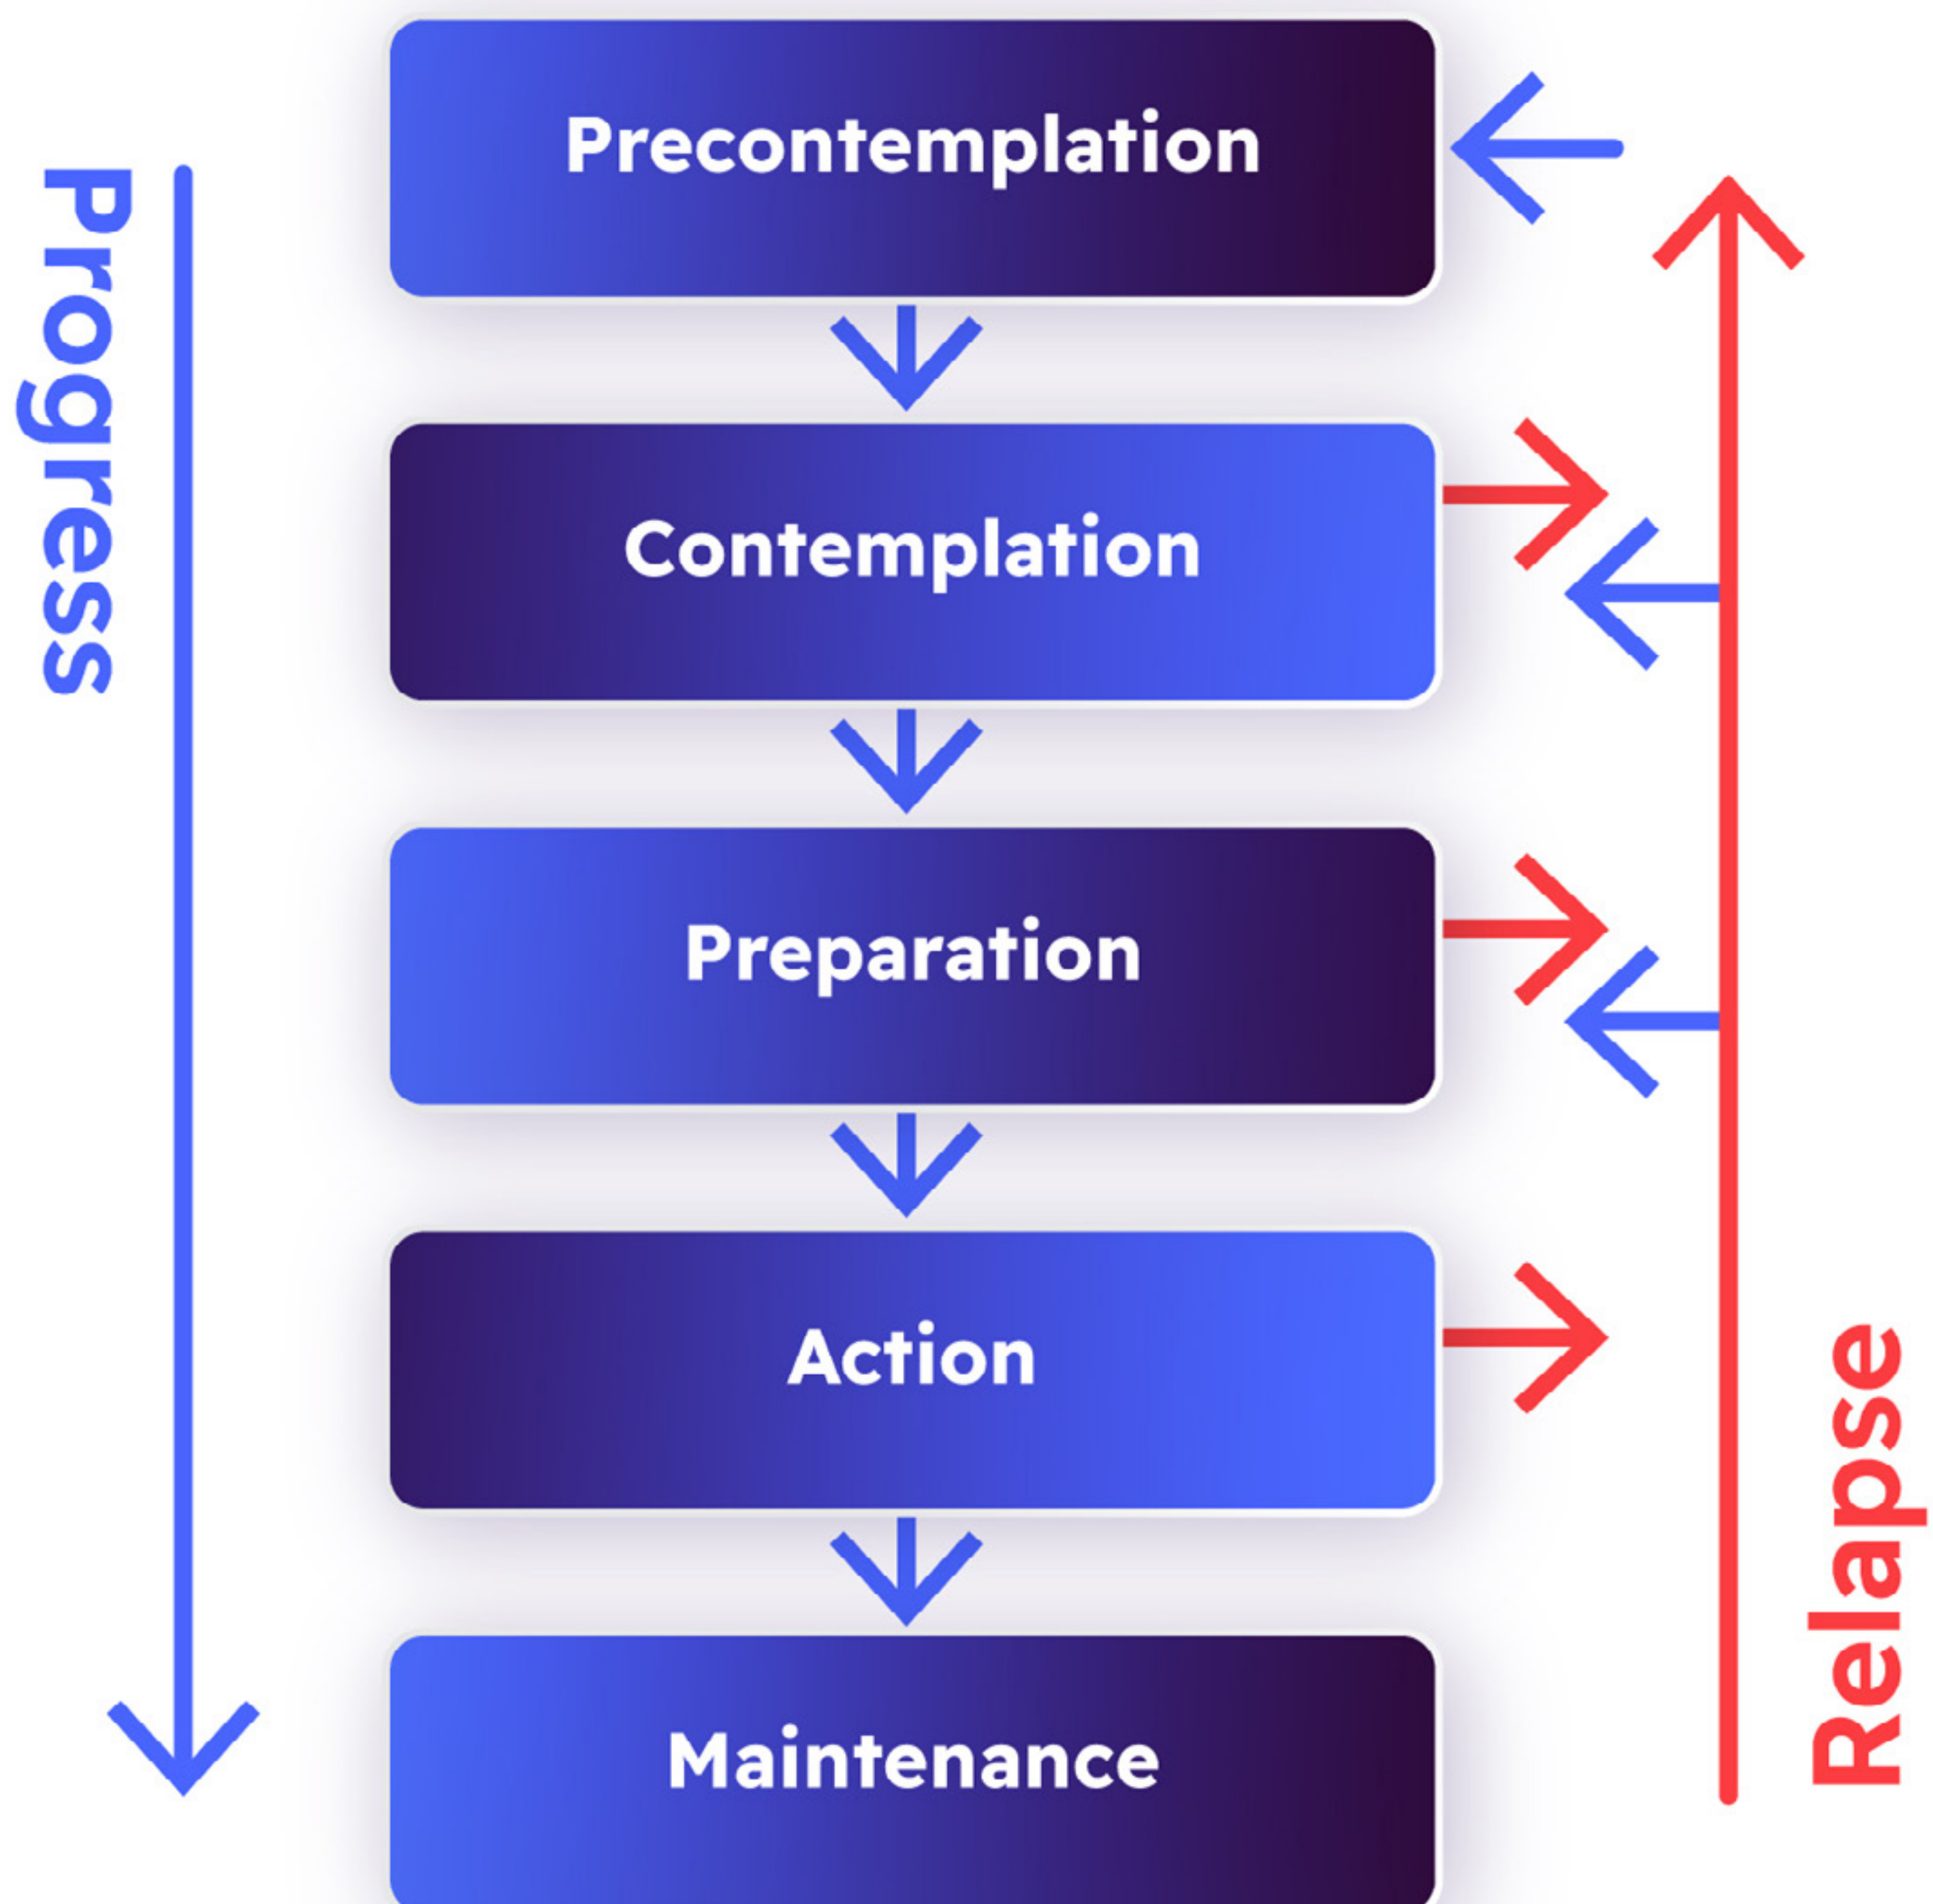 Progress
Precontemplation
Contemplation
Preparation
Action
Maintenance
Relapse